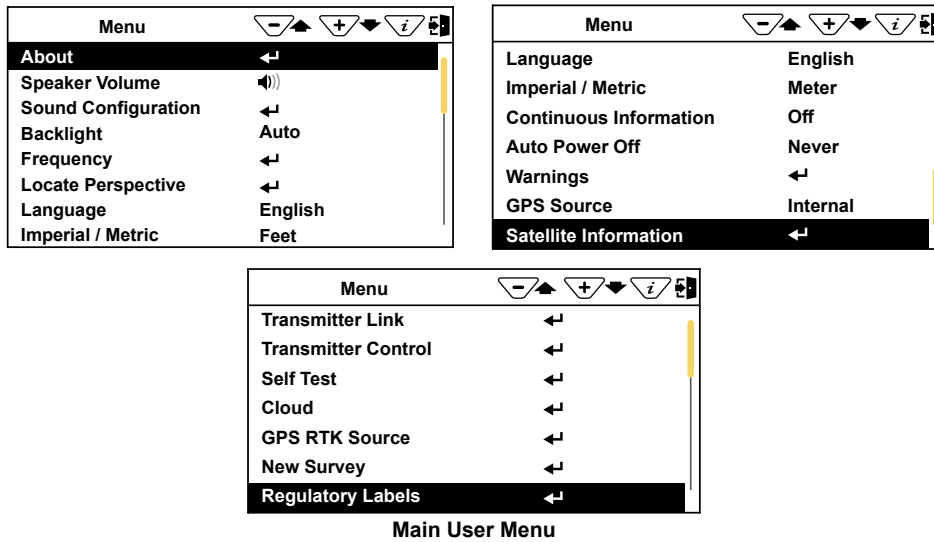 Menu - + i
About
Speaker Volume
Sound Configuration
Backlight Auto
Frequency
Locate Perspective
Language English
Imperial / Metric Feet
Menu - + i
Language English
Imperial / Metric Meter
Continuous Information Off
Auto Power Off Never
Warnings
GPS Source Internal
Satellite Information
Menu - + i
Transmitter Link
Transmitter Control
Self Test
Cloud
GPS RTK Source
New Survey
Regulatory Labels
Main User Menu